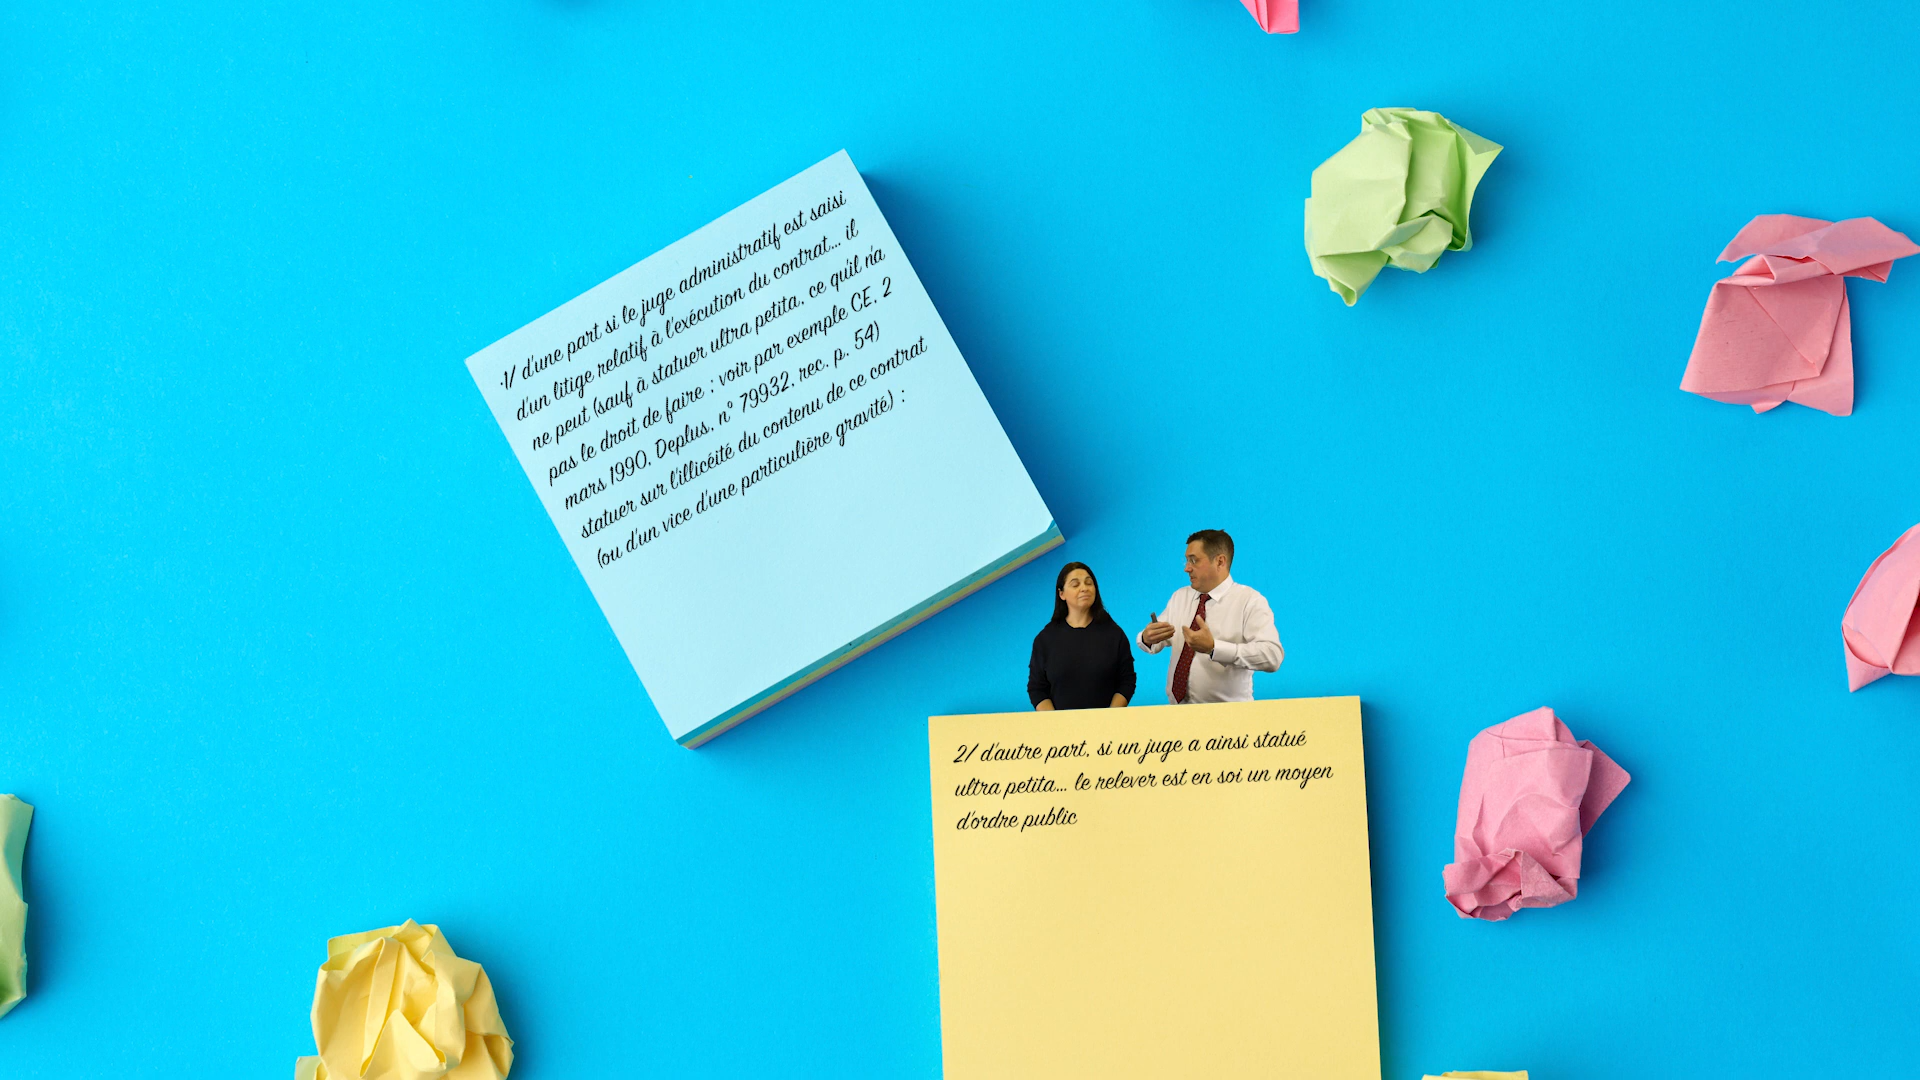 1/ d'une part si le juge administratif est saisi
d'un litige relatif à l'exécution du contrat... il
ne peut (sauf à statuer ultra petita, ce qu'il n'a
pas le droit de faire ; voir par exemple CE, 2
mars 1990, Deplus, n° 79932, rec. p. 54)
statuer sur l'illicéité du contenu de ce contrat
(ou d'un vice d'une particulière gravité) :
2/ d'autre part, si un juge a ainsi statué
ultra petita... le relever est en soi un moyen
d'ordre public